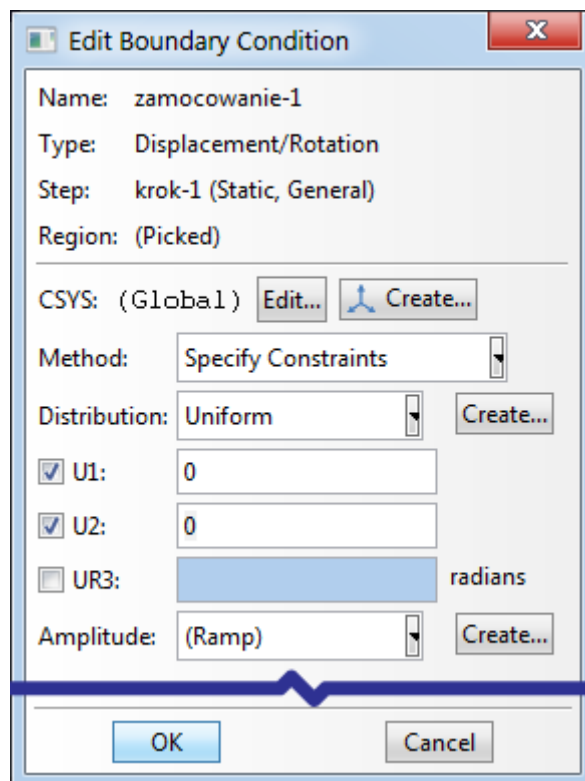 Edit Boundary Condition
Name: zamocowanie-1
Type: Displacement/Rotation
Step: krok-1 (Static, General)
Region: (Picked)
CSYS: (Global) Edit... Create...
Method: Specify Constraints
Distribution: Uniform Create...
U1: 0
U2: 0
UR3: radians
Amplitude: (Ramp) Create...
OK Cancel